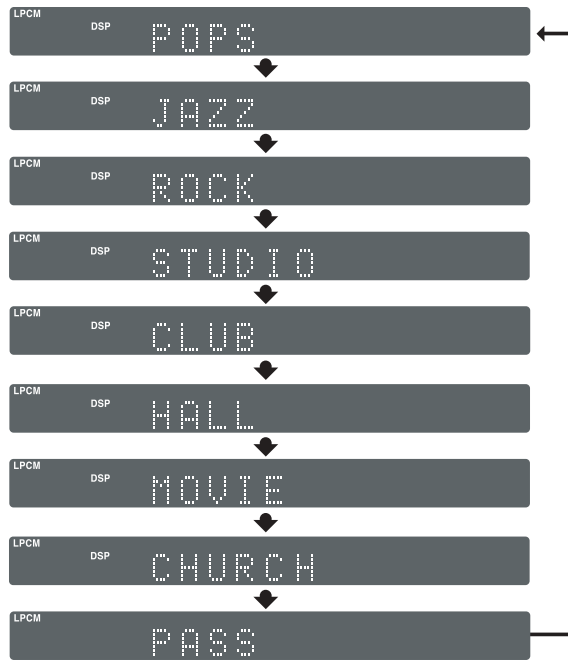 LPCM
DSP
POPS
LPCM
DSP
JAZZ
LPCM
DSP
ROCK
LPCM
DSP
STUDIO
LPCM
DSP
CLUB
LPCM
DSP
HALL
LPCM
DSP
MOVIE
LPCM
DSP
CHURCH
LPCM
PASS